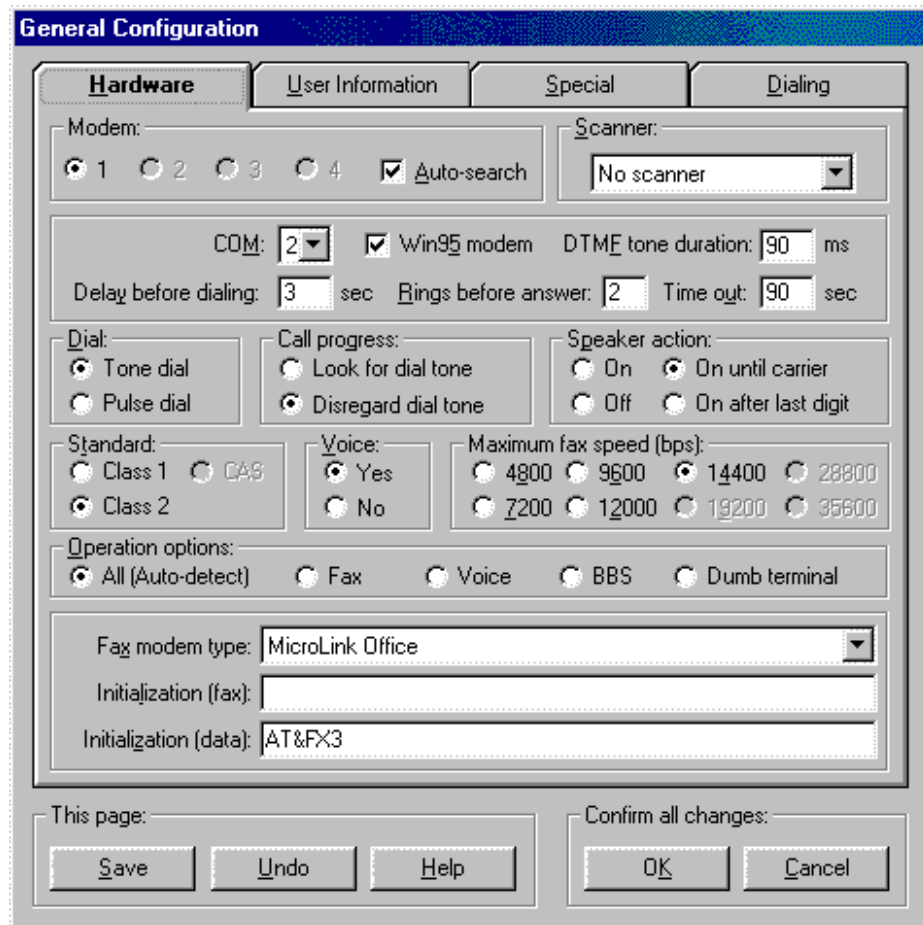 General Configuration
Hardware User Information Special Dialing
Modem: Scanner:
1 2 3 4 Auto-search No scanner
COM: 2 Win95 modem DTMF tone duration: 90 ms
Delay before dialing: 3 sec Rings before answer: 2 Time out: 90 sec
Dial: Call progress: Speaker action:
Tone dial Look for dial tone On On until carrier
Pulse dial Disregard dial tone Off On after last digit
Standard: Voice: Maximum fax speed (bps):
Class 1 CAS Yes 4800 9600 14400 28800
Class 2 No 7200 12000 19200 35600
Operation options:
All (Auto-detect) Fax Voice BBS Dumb terminal
Fax modem type: MicroLink Office
Initialization (fax):
Initialization (data): AT&FX3
This page: Confirm all changes:
Save Undo Help OK Cancel